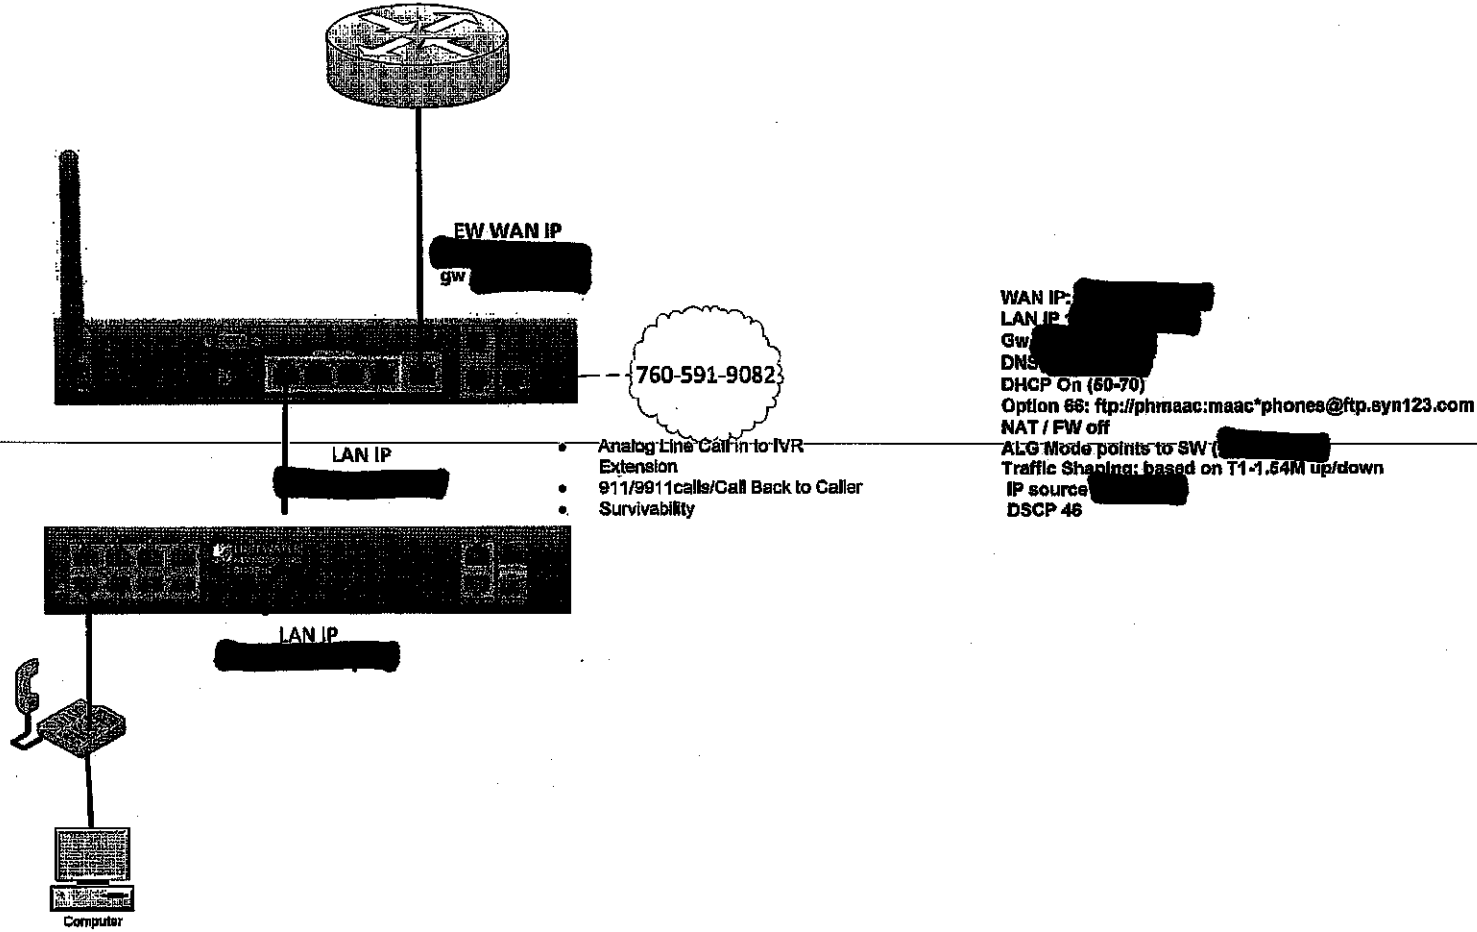 EW WAN IP
gw
760-591-9082
WAN IP:
LAN IP :
Gw
DNS
DHCP On (50-70)
Option 66: ftp://phmaac:maac*phones@ftp.syn123.com
NAT / FW off
ALG Mode points to SW (
Traffic Shaping: based on T1-1.54M up/down
IP source
DSCP 46
LAN IP
• Analog Line Call in to IVR
Extension
• 911/9911calls/Call Back to Caller
• Survivability
LAN IP
Computer